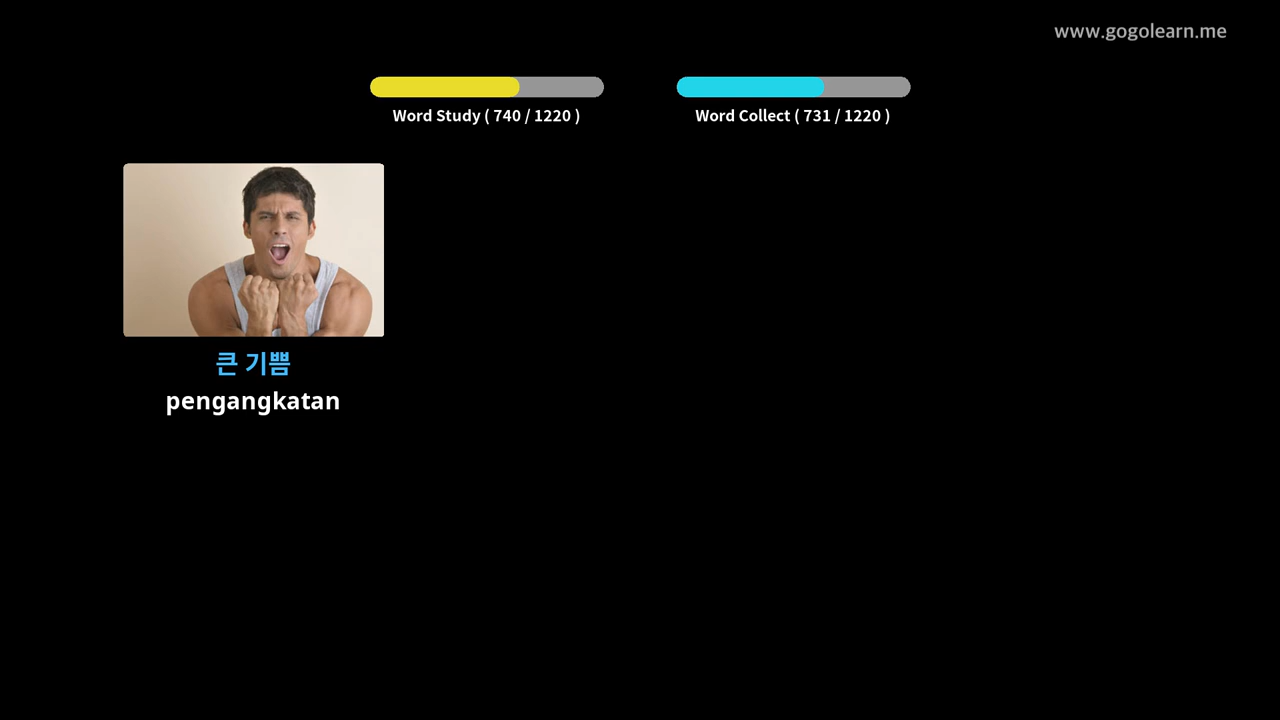 www.gogolearn.me
Word Study ( 740 / 1220 )
Word Collect ( 731 / 1220 )
큰 기쁨
pengangkatan